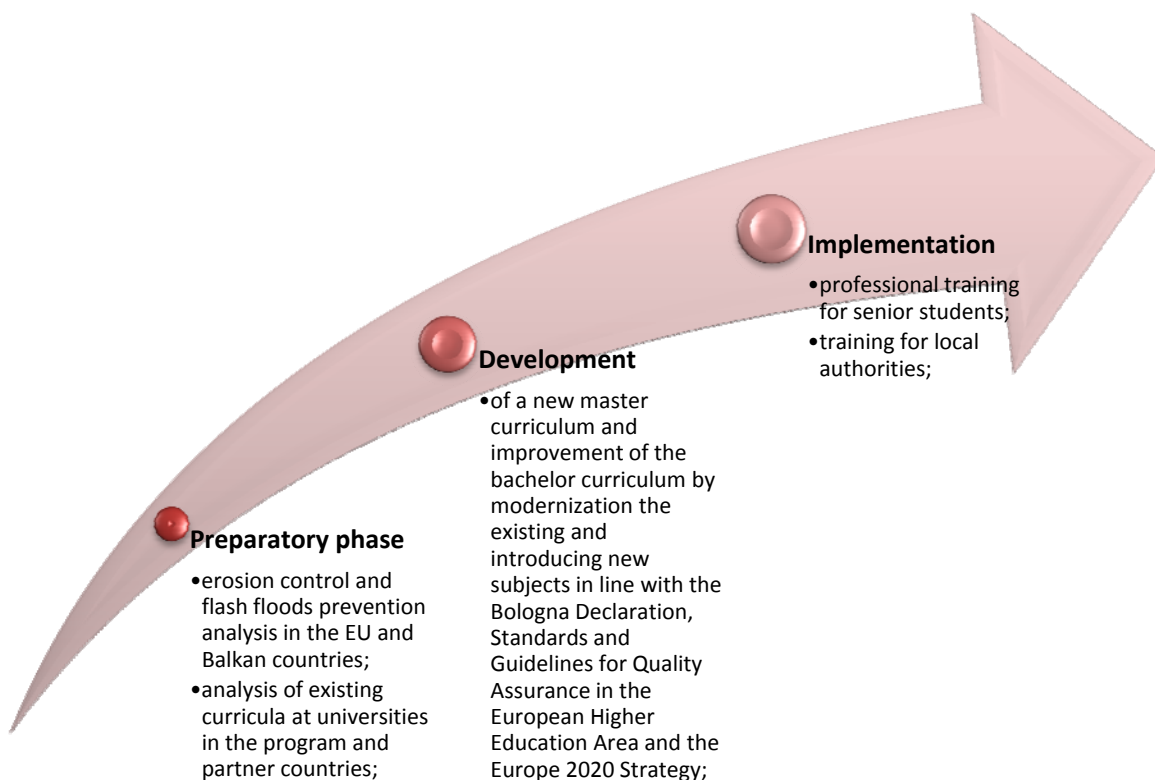 Preparatory phase
•erosion control and
flash floods prevention
analysis in the EU and
Balkan countries;
•analysis of existing
curricula at universities
in the program and
partner countries;
Development
•of a new master
curriculum and
improvement of the
bachelor curriculum by
modernization the
existing and
introducing new
subjects in line with the
Bologna Declaration,
Standards and
Guidelines for Quality
Assurance in the
European Higher
Education Area and the
Europe 2020 Strategy;
Implementation
•professional training
for senior students;
•training for local
authorities;